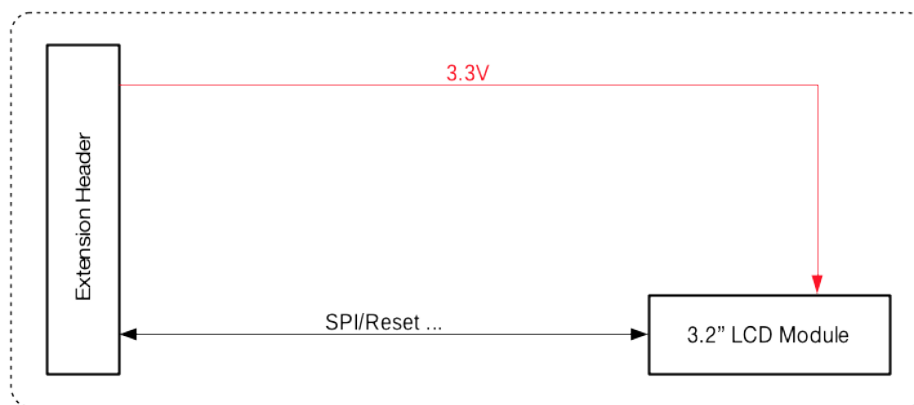 3.3V
Extension Header
SPI/Reset ...
3.2” LCD Module